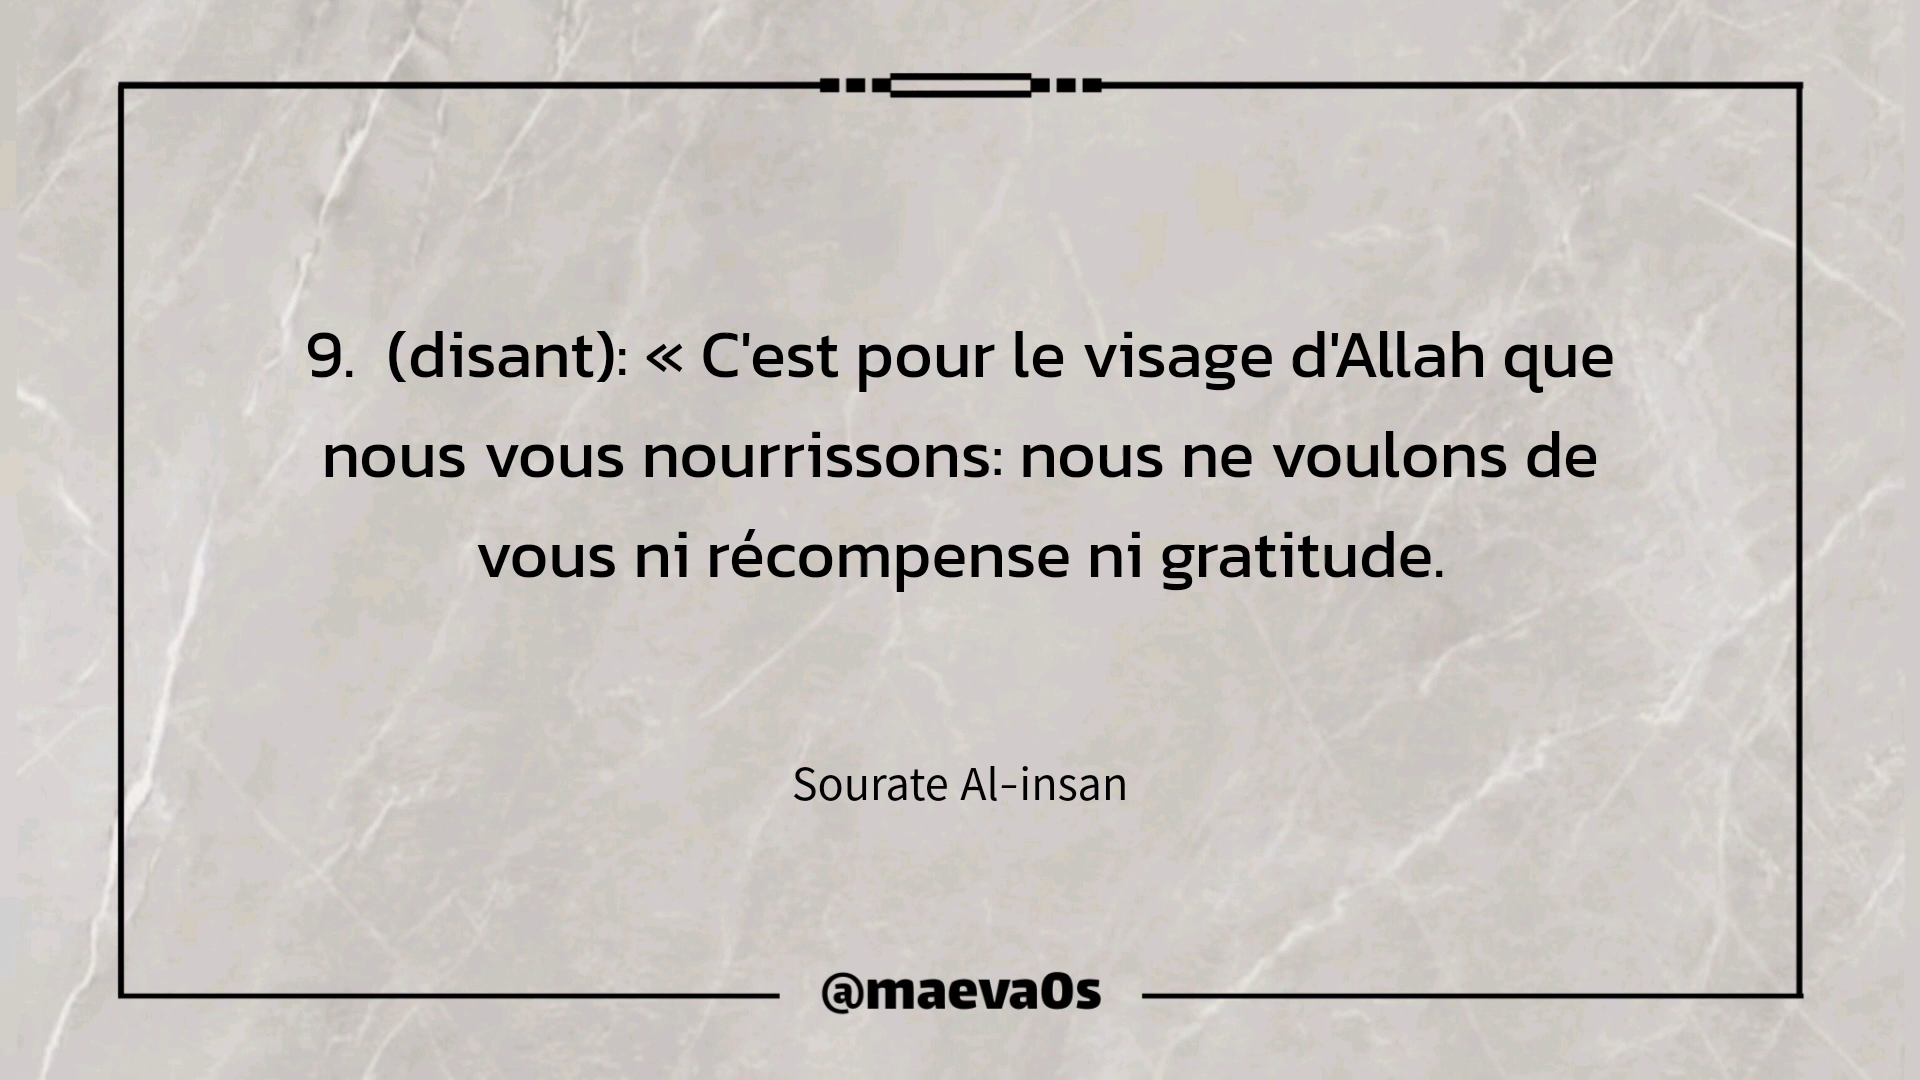 9.  (disant): « C'est pour le visage d'Allah que
nous vous nourrissons: nous ne voulons de
vous ni récompense ni gratitude.
Sourate Al-insan
@maeva0s